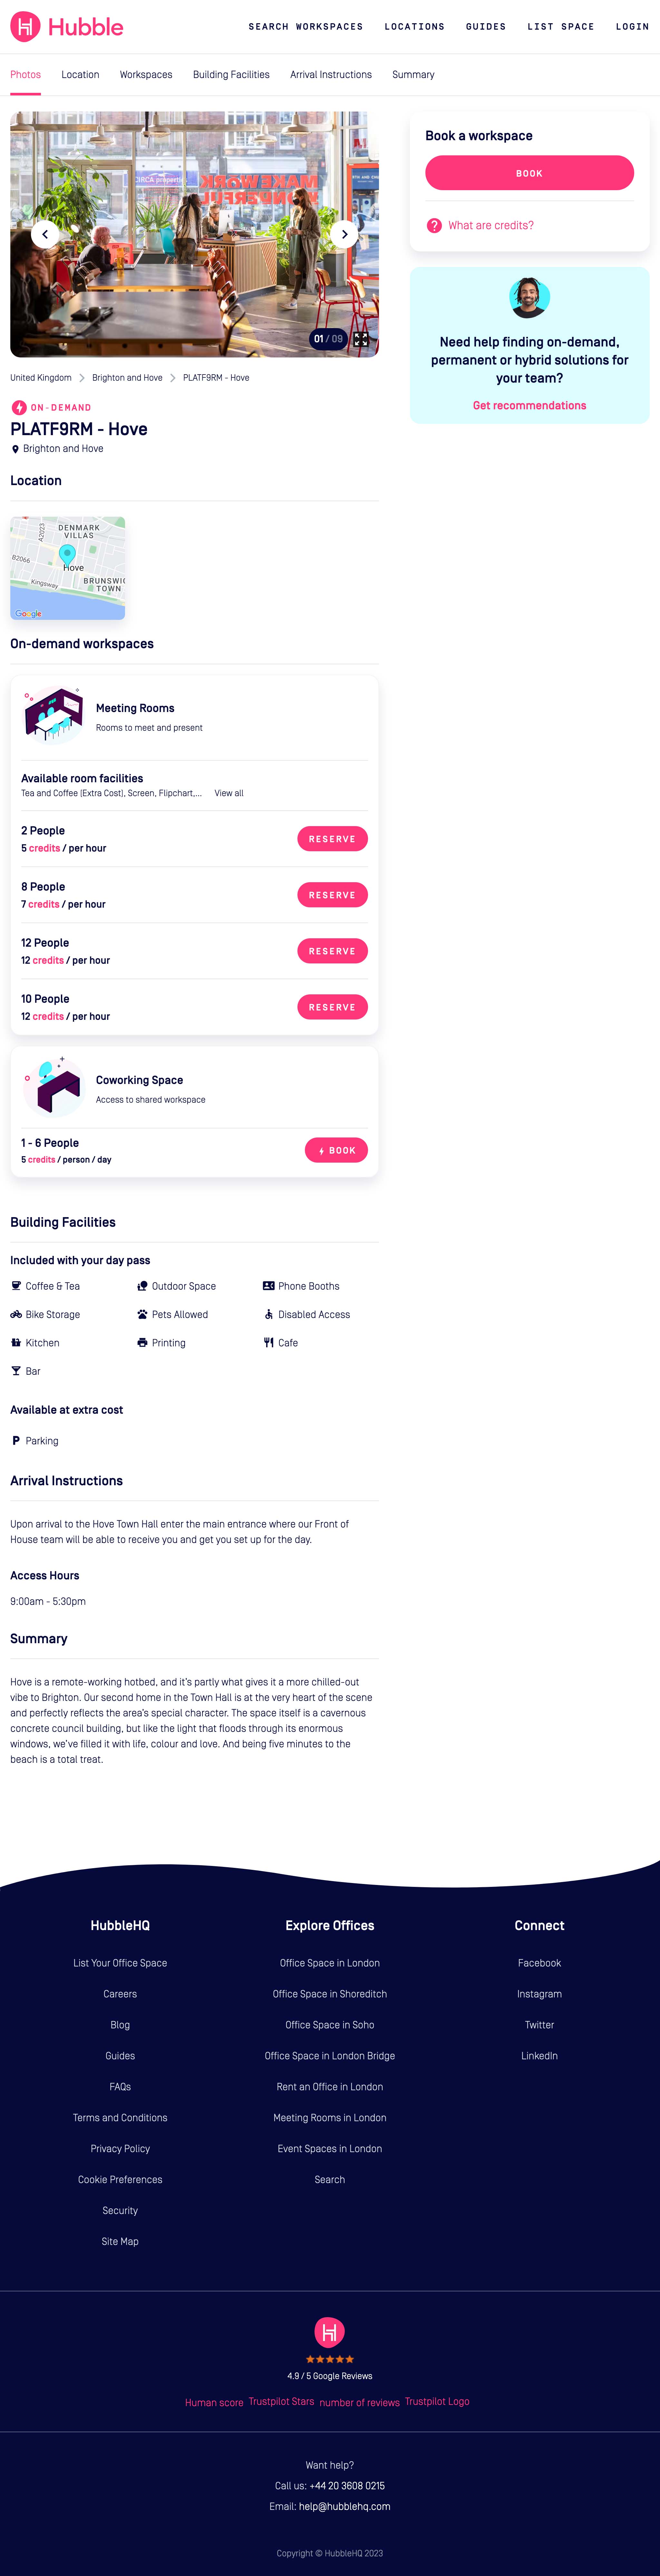 Hubble
SEARCH WORKSPACES LOCATIONS GUIDES LIST SPACE LOGIN
Photos Location Workspaces Building Facilities Arrival Instructions Summary
CIRCA properties
MAKE WORK
WONDERFUL
01 / 09
Book a workspace
BOOK
? What are credits?
Need help finding on-demand,
permanent or hybrid solutions for
your team?
Get recommendations
United Kingdom Brighton and Hove PLATF9RM - Hove
ON-DEMAND
PLATF9RM - Hove
Brighton and Hove
Location
A2023
DENMARK
VILLAS
B2066
Hove
Kingsway
BRUNSWIC
TOWN
Google
On-demand workspaces
Meeting Rooms
Rooms to meet and present
Available room facilities
Tea and Coffee (Extra Cost), Screen, Flipchart,... View all
2 People
5 credits / per hour
RESERVE
8 People
7 credits / per hour
RESERVE
12 People
12 credits / per hour
RESERVE
10 People
12 credits / per hour
RESERVE
Coworking Space
Access to shared workspace
1 - 6 People
5 credits / person / day
BOOK
Building Facilities
Included with your day pass
Coffee & Tea Outdoor Space Phone Booths
Bike Storage Pets Allowed Disabled Access
Kitchen Printing Cafe
Bar
Available at extra cost
P Parking
Arrival Instructions
Upon arrival to the Hove Town Hall enter the main entrance where our Front of
House team will be able to receive you and get you set up for the day.
Access Hours
9:00am - 5:30pm
Summary
Hove is a remote-working hotbed, and it's partly what gives it a more chilled-out
vibe to Brighton. Our second home in the Town Hall is at the very heart of the scene
and perfectly reflects the area's special character. The space itself is a cavernous
concrete council building, but like the light that floods through its enormous
windows, we've filled it with life, colour and love. And being five minutes to the
beach is a total treat.
HubbleHQ
List Your Office Space
Careers
Blog
Guides
FAQs
Terms and Conditions
Privacy Policy
Cookie Preferences
Security
Site Map
Explore Offices
Office Space in London
Office Space in Shoreditch
Office Space in Soho
Office Space in London Bridge
Rent an Office in London
Meeting Rooms in London
Event Spaces in London
Search
Connect
Facebook
Instagram
Twitter
LinkedIn
4.9 / 5 Google Reviews
Human score Trustpilot Stars number of reviews Trustpilot Logo
Want help?
Call us: +44 20 3608 0215
Email: help@hubblehq.com
Copyright © HubbleHQ 2023